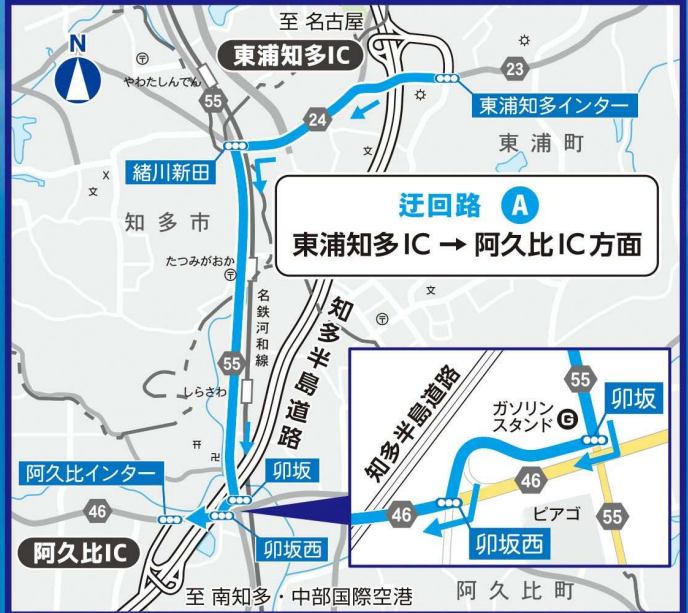 至 名古屋
N
東浦知多IC
〒
やわたしんでん
55
24
23
東浦知多インター
東浦町
緒川新田
文
X
文
知多市
迂回路 A
東浦知多IC → 阿久比IC方面
たつみがおか
〒
文
〒
名鉄河和線
知多半島道路
55
しらさわ
卍
阿久比インター
卯坂
46
卯坂西
阿久比IC
至 南知多・中部国際空港
阿久比町
知多半島道路
55
ガソリン
スタンド G
卯坂
46
46
卯坂西
ピアゴ
55